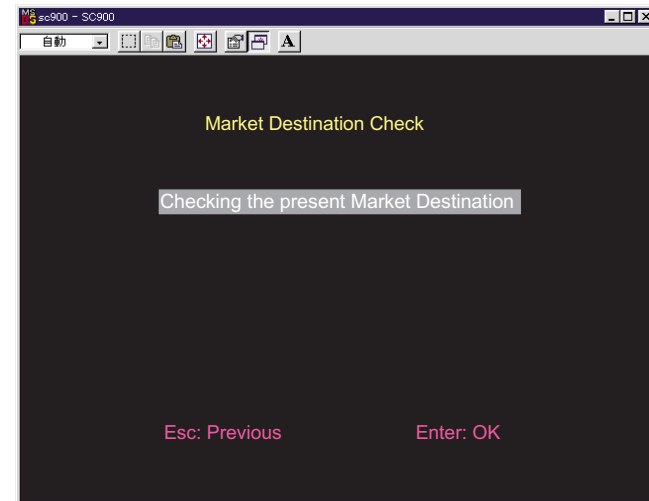 sc900 - SC900
自動
A
Market Destination Check
Checking the present Market Destination
Esc: Previous
Enter: OK